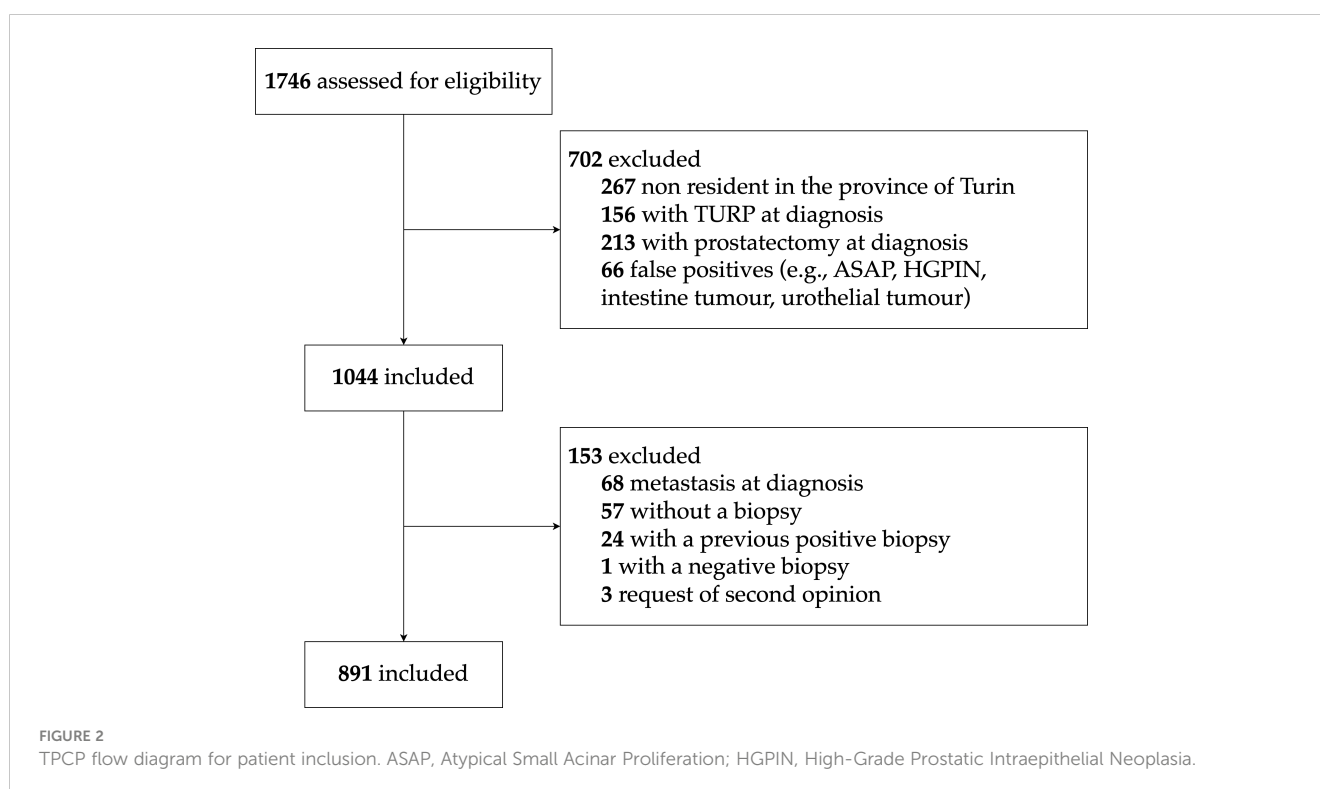 1746 assessed for eligibility
702 excluded
267 non resident in the province of Turin
156 with TURP at diagnosis
213 with prostatectomy at diagnosis
66 false positives (e.g., ASAP, HGPIN,
intestine tumour, urothelial tumour)
1044 included
153 excluded
68 metastasis at diagnosis
57 without a biopsy
24 with a previous positive biopsy
1 with a negative biopsy
3 request of second opinion
891 included
FIGURE 2
TPCP flow diagram for patient inclusion. ASAP, Atypical Small Acinar Proliferation; HGPIN, High-Grade Prostatic Intraepithelial Neoplasia.